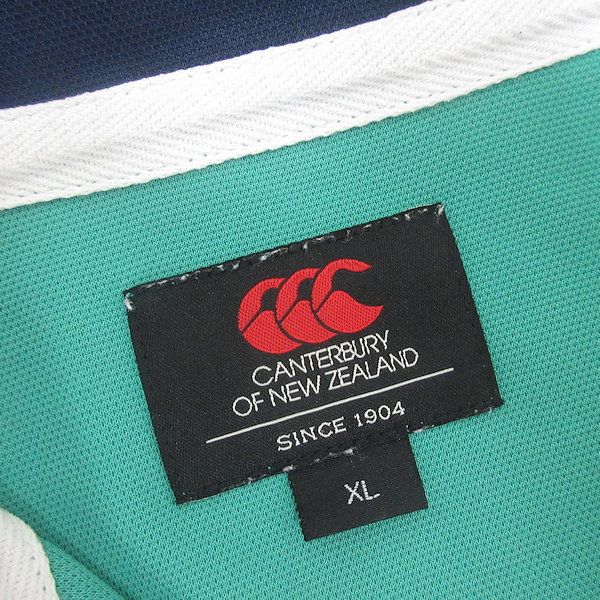 CANTERBURY
OF NEW ZEALAND
SINCE 1904
XL